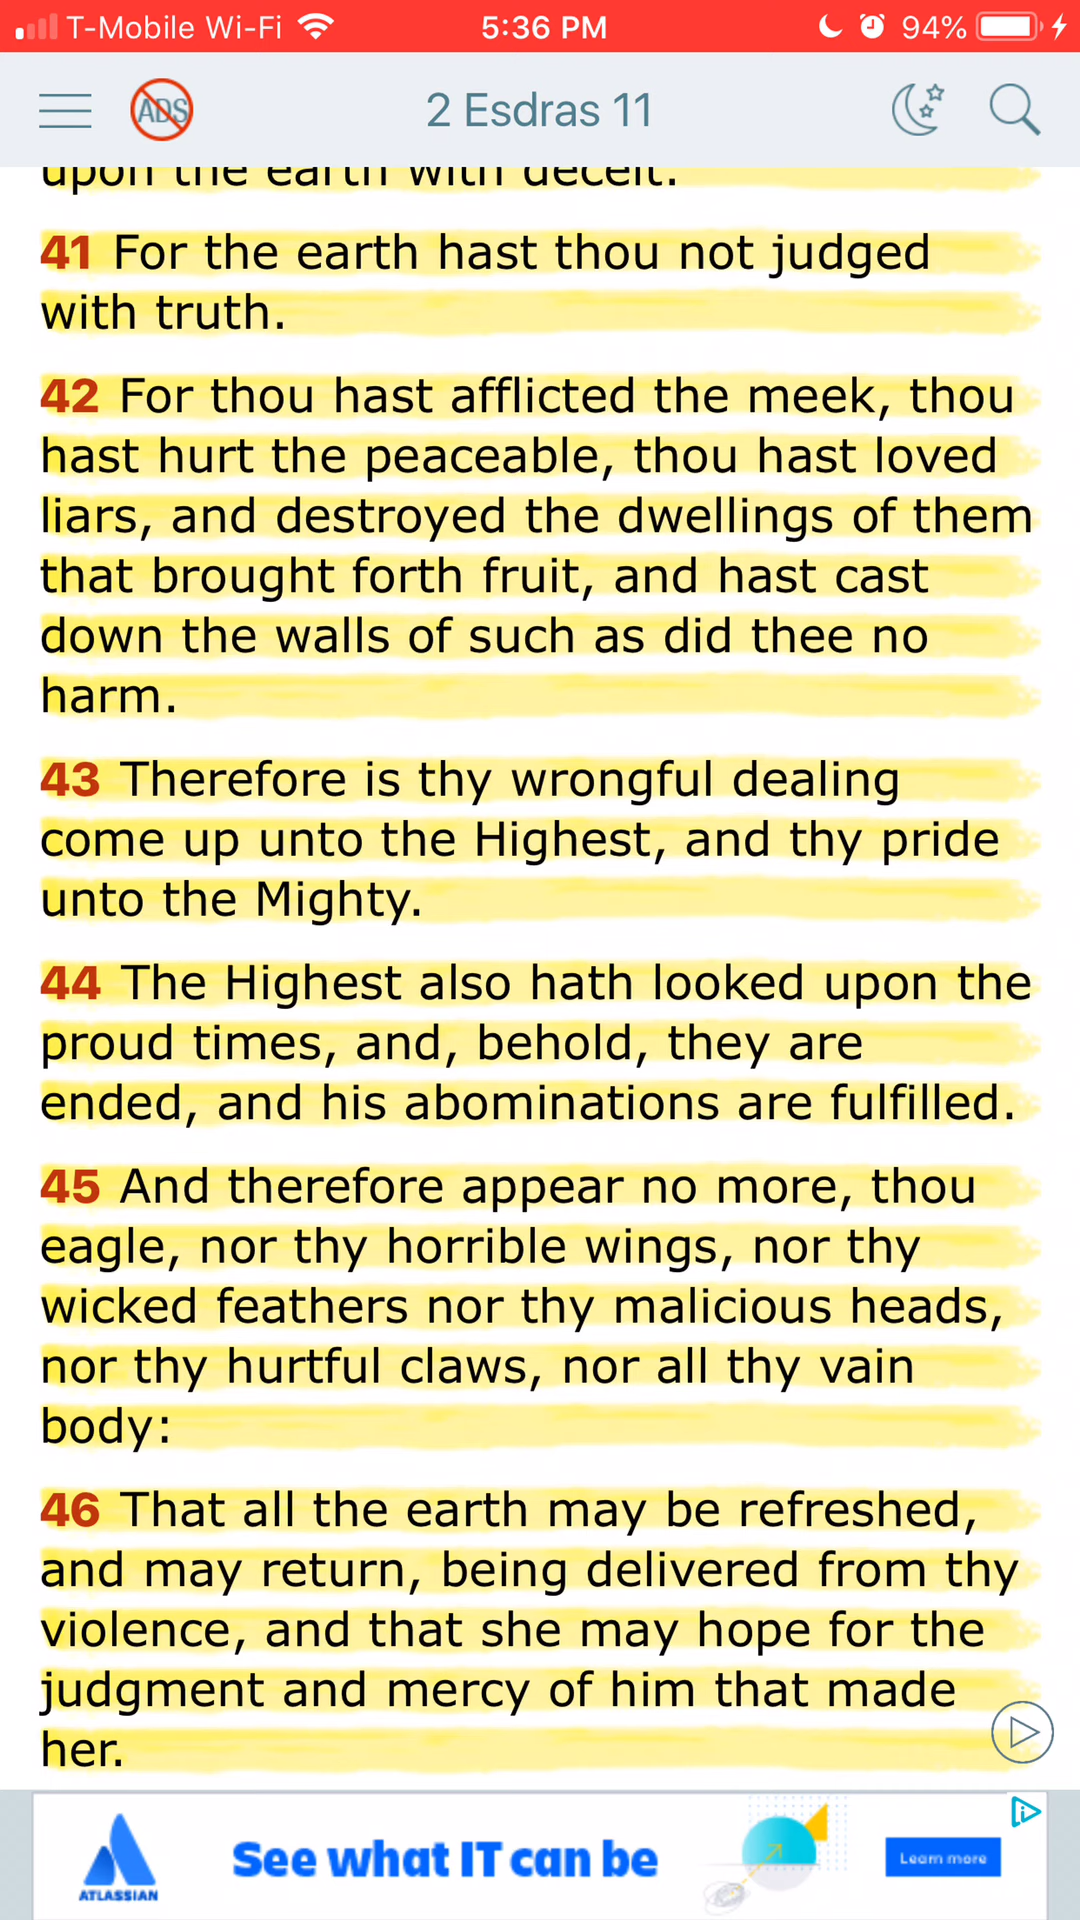 T-Mobile Wi-Fi 5:36 PM 94%
ADS 2 Esdras 11
upon the earth with deceit.
41 For the earth hast thou not judged
with truth.
42 For thou hast afflicted the meek, thou
hast hurt the peaceable, thou hast loved
liars, and destroyed the dwellings of them
that brought forth fruit, and hast cast
down the walls of such as did thee no
harm.
43 Therefore is thy wrongful dealing
come up unto the Highest, and thy pride
unto the Mighty.
44 The Highest also hath looked upon the
proud times, and, behold, they are
ended, and his abominations are fulfilled.
45 And therefore appear no more, thou
eagle, nor thy horrible wings, nor thy
wicked feathers nor thy malicious heads,
nor thy hurtful claws, nor all thy vain
body:
46 That all the earth may be refreshed,
and may return, being delivered from thy
violence, and that she may hope for the
judgment and mercy of him that made
her.
ATLASSIAN
See what IT can be
Learn more